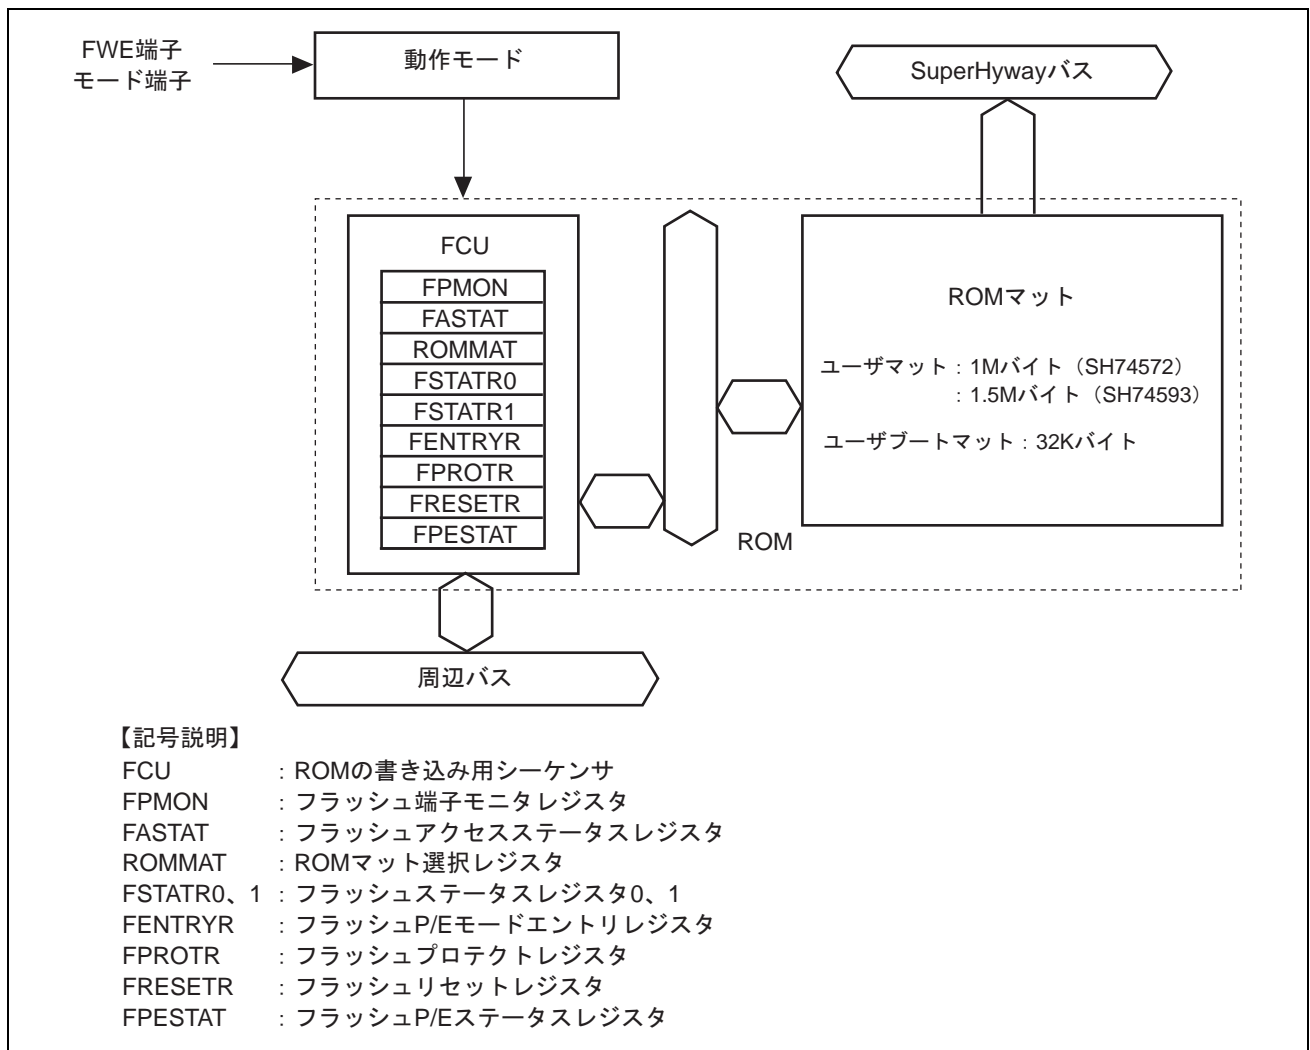 FWE端子
モード端子
動作モード
SuperHywayバス
FCU
FPMON
FASTAT
ROMMAT
FSTATR0
FSTATR1
FENTRYR
FPROTR
FRESETR
FPESTAT
ROMマット
ユーザマット：1Mバイト（SH74572）
：1.5Mバイト（SH74593）
ユーザブートマット：32Kバイト
ROM
周辺バス
【記号説明】
FCU ：ROMの書き込み用シーケンサ
FPMON ：フラッシュ端子モニタレジスタ
FASTAT ：フラッシュアクセスステータスレジスタ
ROMMAT ：ROMマット選択レジスタ
FSTATR0、1：フラッシュステータスレジスタ0、1
FENTRYR ：フラッシュP/Eモードエントリレジスタ
FPROTR ：フラッシュプロテクトレジスタ
FRESETR ：フラッシュリセットレジスタ
FPESTAT ：フラッシュP/Eステータスレジスタ